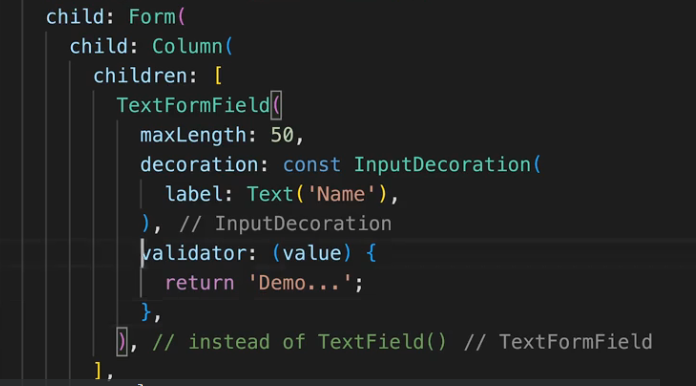 child: Form(
child: Column(
children: [
TextFormField(
maxLength: 50,
decoration: const InputDecoration(
label: Text('Name'),
), // InputDecoration
validator: (value) {
return 'Demo...';
},
), // instead of TextField() // TextFormField
],